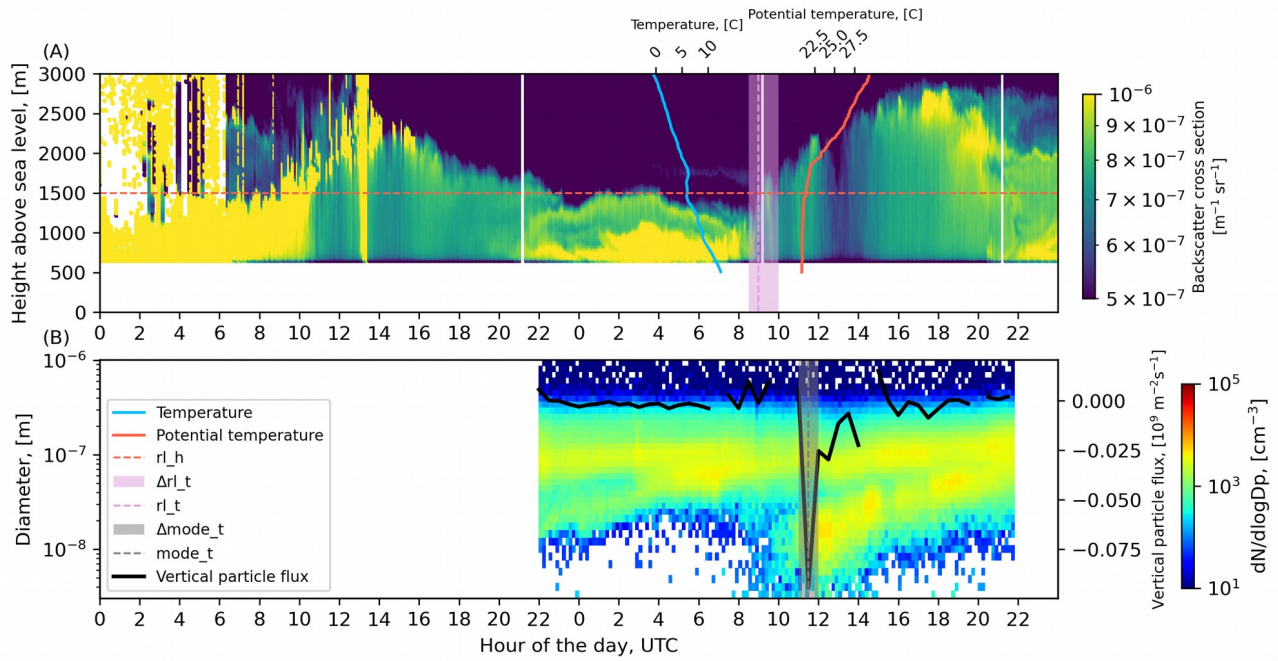 Temperature, [C]
Potential temperature, [C]
0 5 10
22.5 25.0 27.5
(A)
Height above sea level, [m]
3000
2500
2000
1500
1000
500
0
0 2 4 6 8 10 12 14 16 18 20 22 0 2 4 6 8 10 12 14 16 18 20 22
10⁻⁶
9 × 10⁻⁷
8 × 10⁻⁷
7 × 10⁻⁷
6 × 10⁻⁷
5 × 10⁻⁷
Backscatter cross section
[m⁻¹ sr⁻¹]
(B)
Diameter, [m]
10⁻⁶
10⁻⁷
10⁻⁸
Temperature
Potential temperature
rl_h
Δrl_t
rl_t
Δmode_t
mode_t
Vertical particle flux
0.000
−0.025
−0.050
−0.075
Vertical particle flux, [10⁹ m⁻²s⁻¹]
10⁵
10³
10¹
dN/dlogDp, [cm⁻³]
0 2 4 6 8 10 12 14 16 18 20 22 0 2 4 6 8 10 12 14 16 18 20 22
Hour of the day, UTC